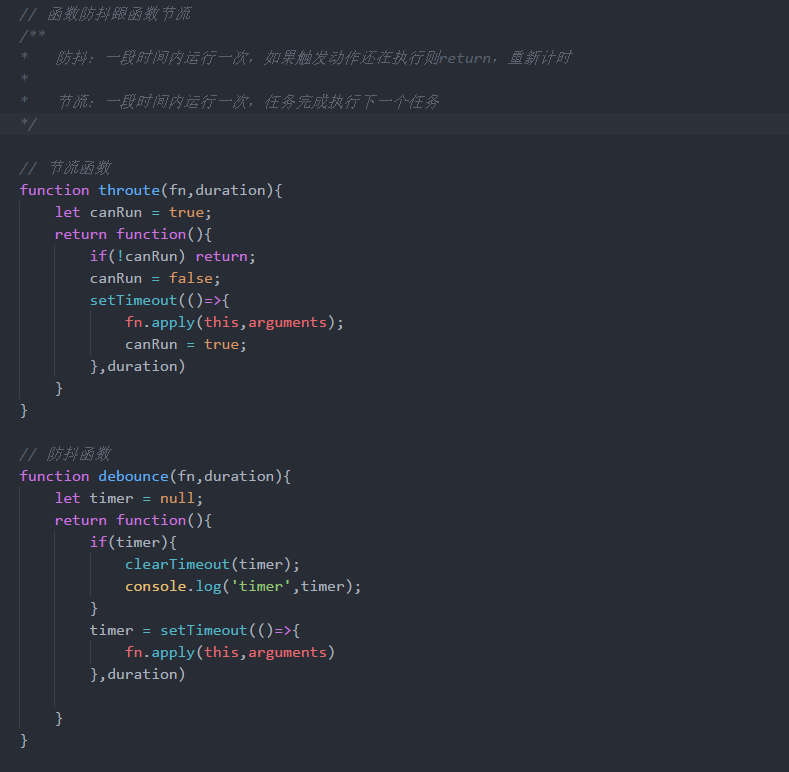 // 函数防抖跟函数节流
/**
*   防抖: 一段时间内运行一次, 如果触发动作还在执行则return, 重新计时
*
*   节流: 一段时间内运行一次, 任务完成执行下一个任务
*/
// 节流函数
function throute(fn,duration){
    let canRun = true;
    return function(){
        if(!canRun) return;
        canRun = false;
        setTimeout(()=>{
            fn.apply(this,arguments);
            canRun = true;
        },duration)
    }
}
// 防抖函数
function debounce(fn,duration){
    let timer = null;
    return function(){
        if(timer){
            clearTimeout(timer);
            console.log('timer',timer);
        }
        timer = setTimeout(()=>{
            fn.apply(this,arguments)
        },duration)
    }
}